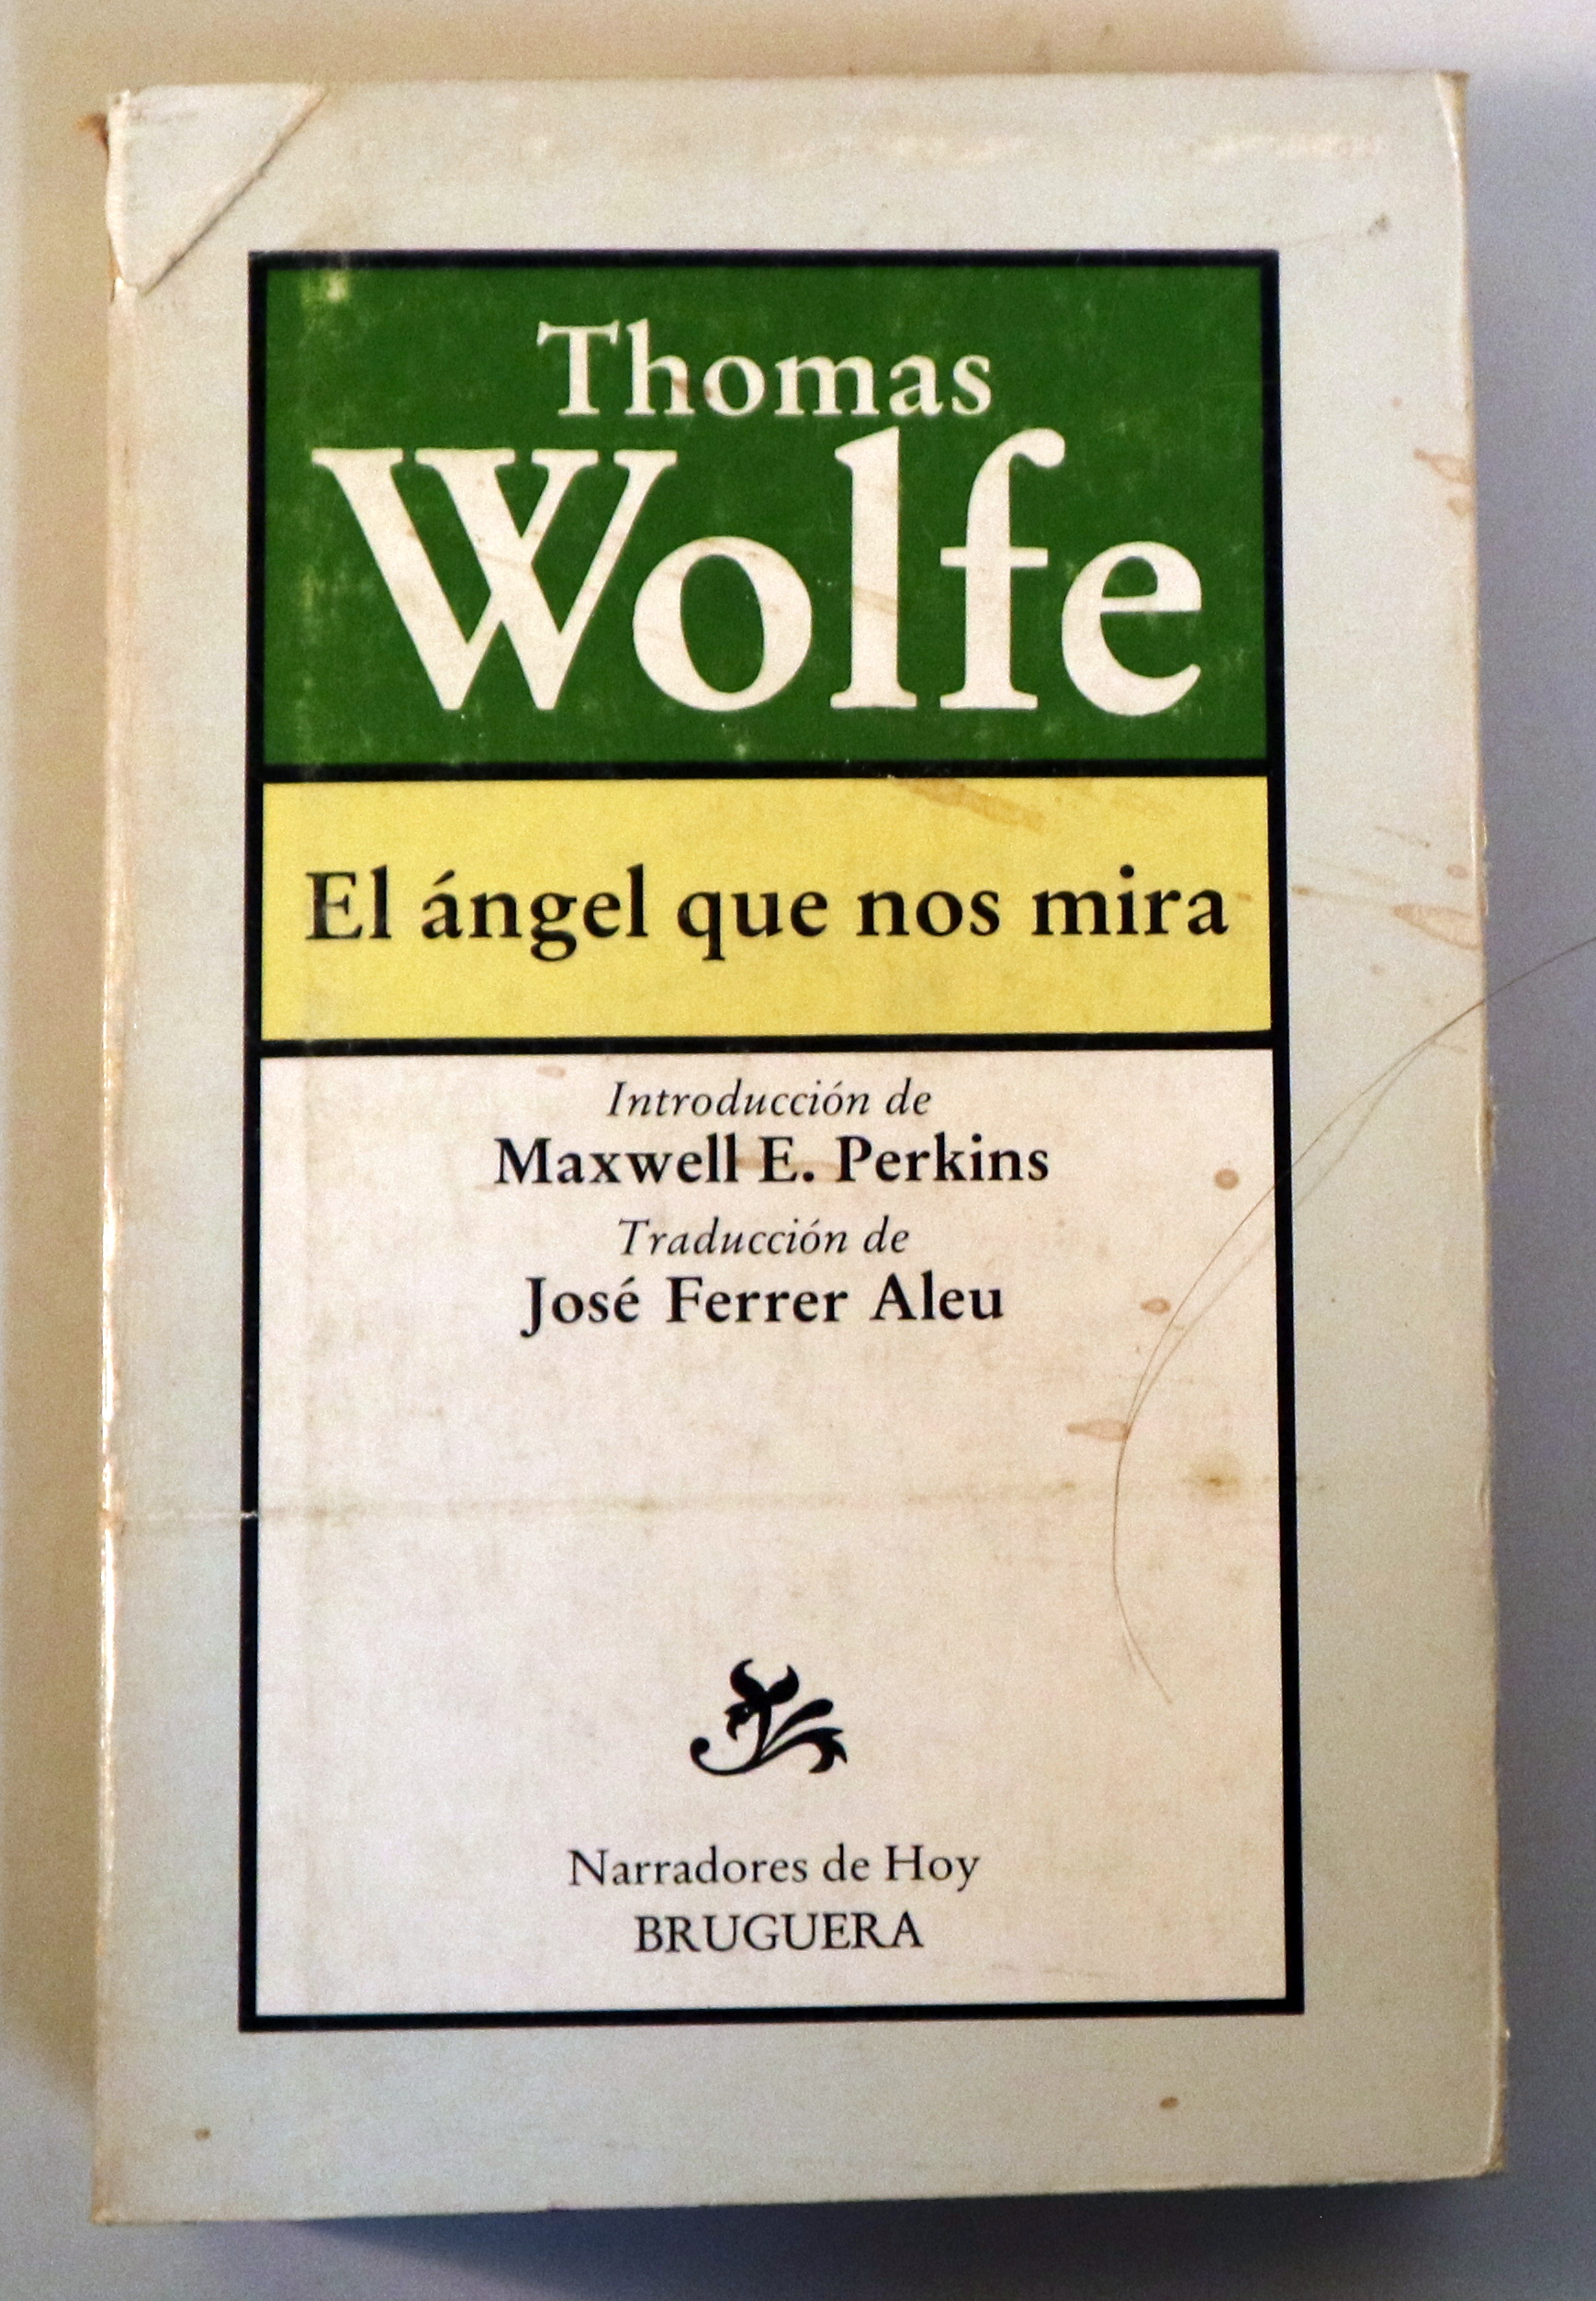 Thomas
Wolfe
El ángel que nos mira
Introducción de
Maxwell E. Perkins
Traducción de
José Ferrer Aleu
Narradores de Hoy
BRUGUERA